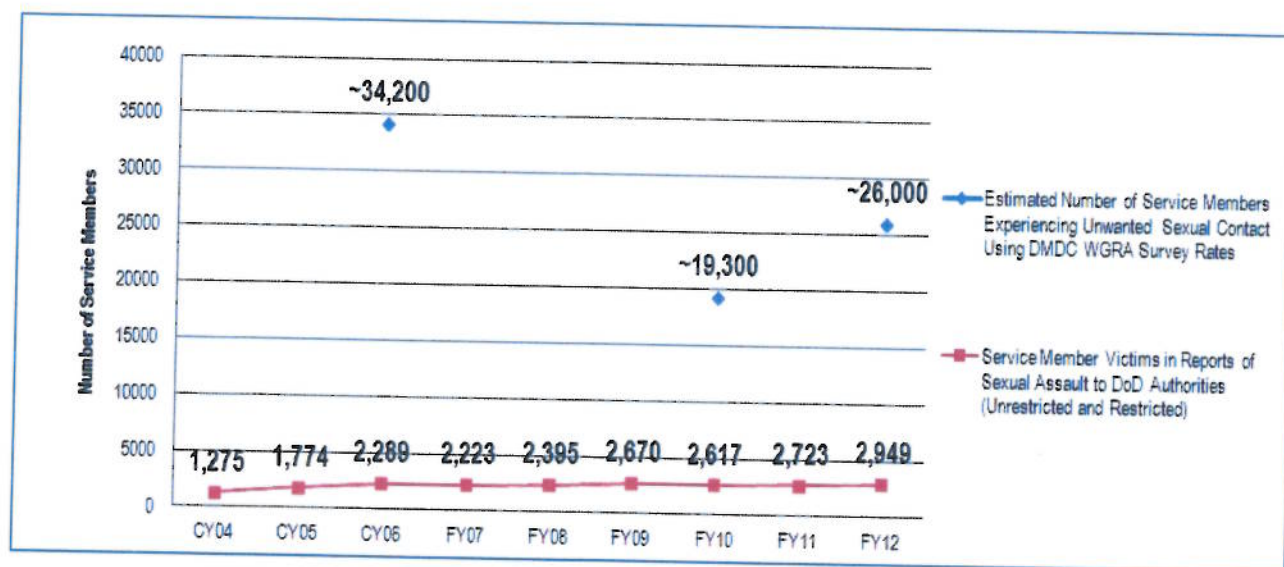 40000
35000
30000
25000
20000
15000
10000
5000
0
Number of Service Members
~34,200
~19,300
~26,000
1,275 1,774 2,289 2,223 2,395 2,670 2,617 2,723 2,949
CY04 CY05 CY06 FY07 FY08 FY09 FY10 FY11 FY12
Estimated Number of Service Members
Experiencing Unwanted Sexual Contact
Using DMDC WGRA Survey Rates
Service Member Victims in Reports of
Sexual Assault to DoD Authorities
(Unrestricted and Restricted)